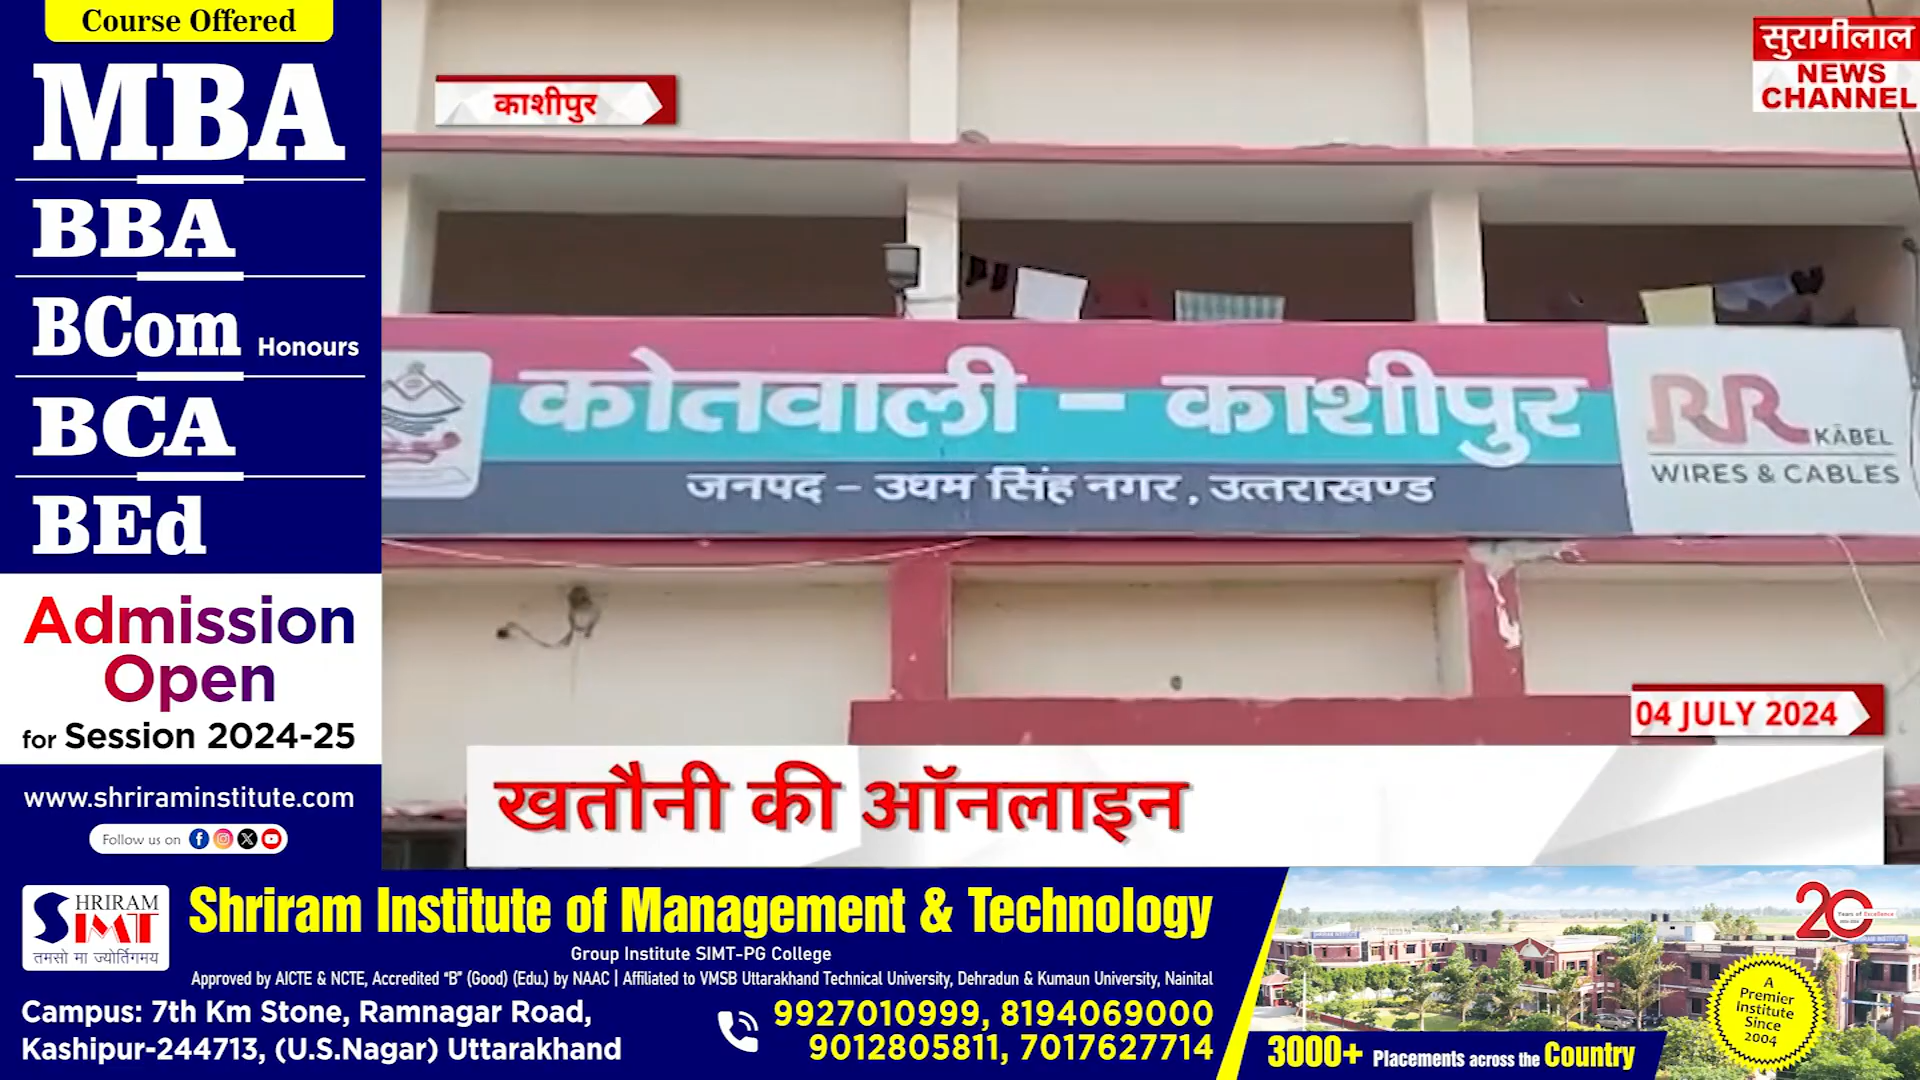 Course Offered
MBA
BBA
BCom Honours
BCA
BEd
Admission
Open
for Session 2024-25
www.shriraminstitute.com
Follow us on
काशीपुर
सुरागीलाल
NEWS
CHANNEL
कोतवाली – काशीपुर
जनपद – उधम सिंह नगर, उत्तराखण्ड
RR KABEL
WIRES & CABLES
04 JULY 2024
खतौनी की ऑनलाइन
SHRIRAM
SIMT
तमसो मा ज्योर्तिगमय
Shriram Institute of Management & Technology
Group Institute SIMT-PG College
Approved by AICTE & NCTE, Accredited "B" (Good) (Edu.) by NAAC | Affiliated to VMSB Uttarakhand Technical University, Dehradun & Kumaun University, Nainital
Campus: 7th Km Stone, Ramnagar Road,
Kashipur-244713, (U.S.Nagar) Uttarakhand
9927010999, 8194069000
9012805811, 7017627714
20
Years of Excellence
A
Premier
Institute
Since
2004
3000+ Placements across the Country